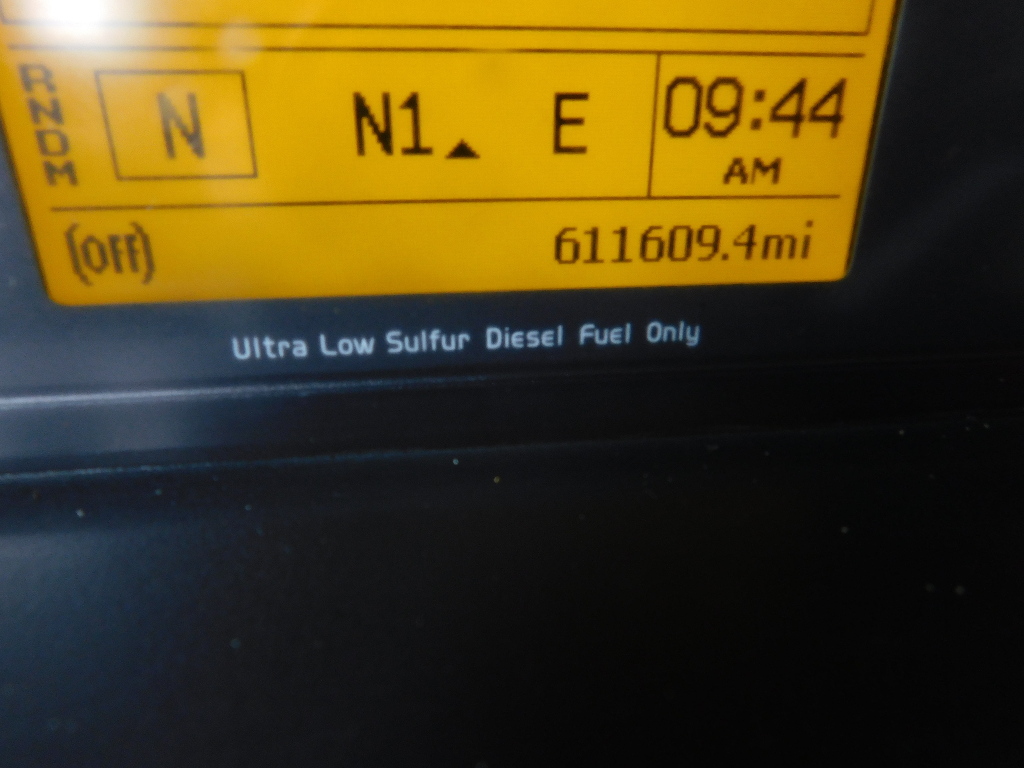 RNDM
N N1 E 09:44
AM
(OFF) 611609.4mi
Ultra Low Sulfur Diesel Fuel Only